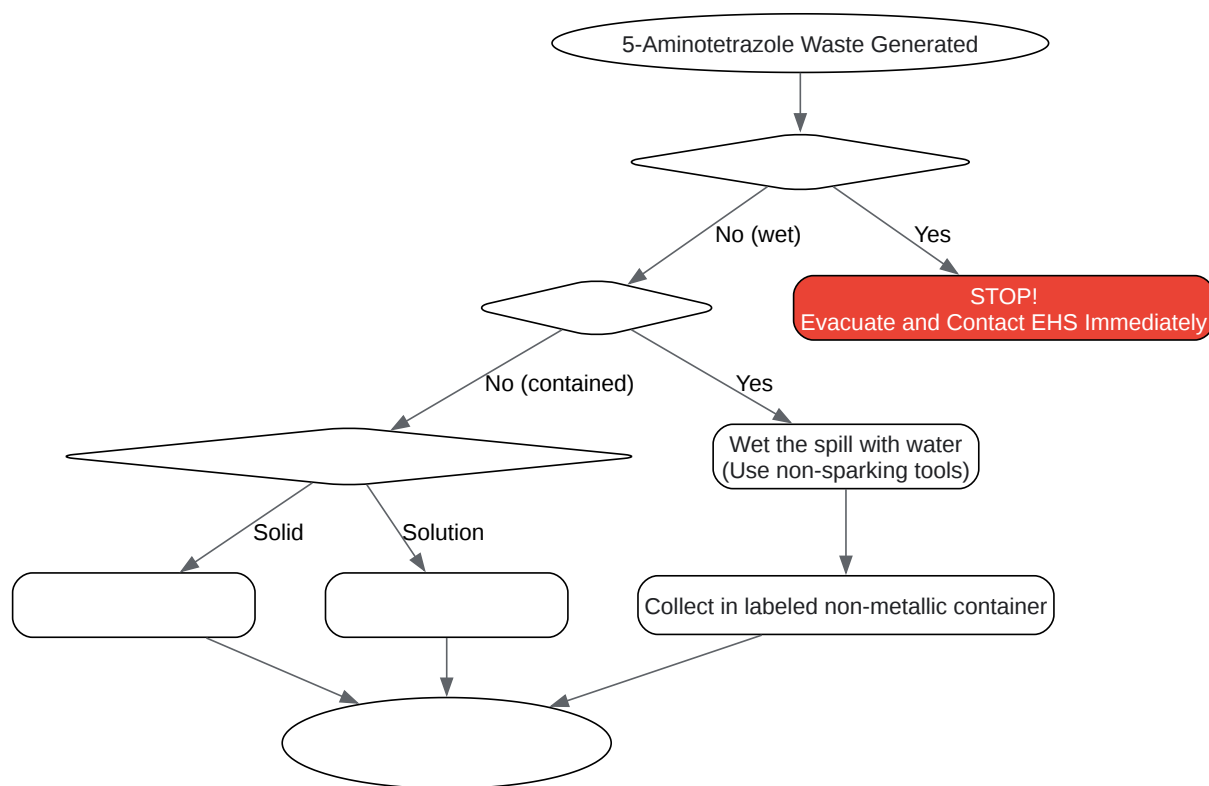 5-Aminotetrazole Waste Generated
No (wet)
Yes
STOP!
Evacuate and Contact EHS Immediately
No (contained)
Yes
Wet the spill with water
(Use non-sparking tools)
Solid
Solution
Collect in labeled non-metallic container